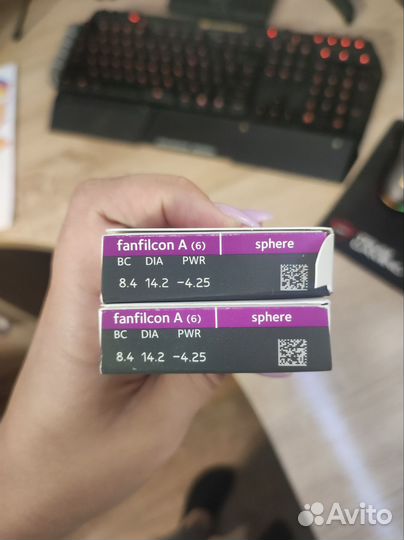 fanfilcon A (6) sphere
BC DIA PWR
8.4 14.2 −4.25
fanfilcon A (6) sphere
BC DIA PWR
8.4 14.2 −4.25
Avito